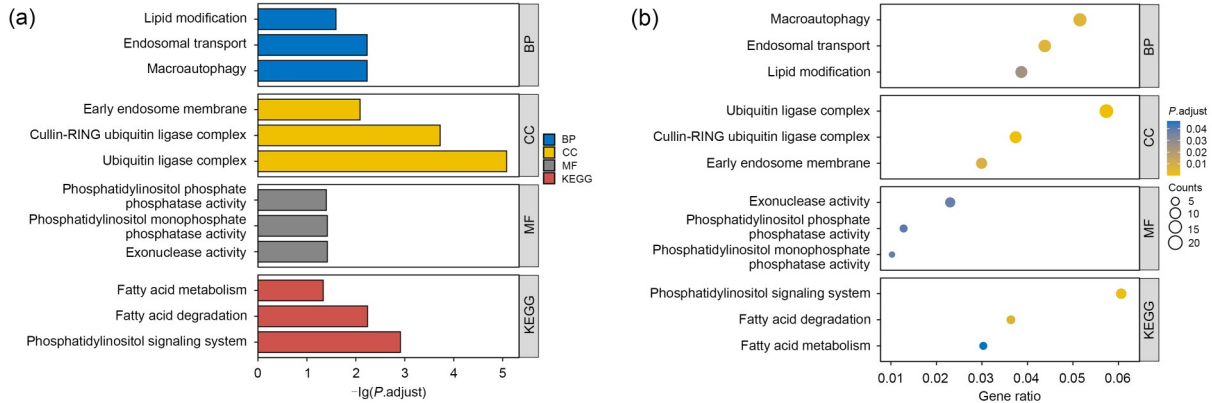 (a)
Lipid modification
Endosomal transport
Macroautophagy
BP
Early endosome membrane
Cullin-RING ubiquitin ligase complex
Ubiquitin ligase complex
CC
Phosphatidylinositol phosphate
phosphatase activity
Phosphatidylinositol monophosphate
phosphatase activity
Exonuclease activity
MF
Fatty acid metabolism
Fatty acid degradation
Phosphatidylinositol signaling system
KEGG
0 1 2 3 4 5
−lg(P.adjust)
BP
CC
MF
KEGG
(b)
Macroautophagy
Endosomal transport
Lipid modification
BP
Ubiquitin ligase complex
Cullin-RING ubiquitin ligase complex
Early endosome membrane
CC
Exonuclease activity
Phosphatidylinositol phosphate
phosphatase activity
Phosphatidylinositol monophosphate
phosphatase activity
MF
Phosphatidylinositol signaling system
Fatty acid degradation
Fatty acid metabolism
KEGG
0.01 0.02 0.03 0.04 0.05 0.06
Gene ratio
P.adjust
0.04
0.03
0.02
0.01
Counts
5
10
15
20